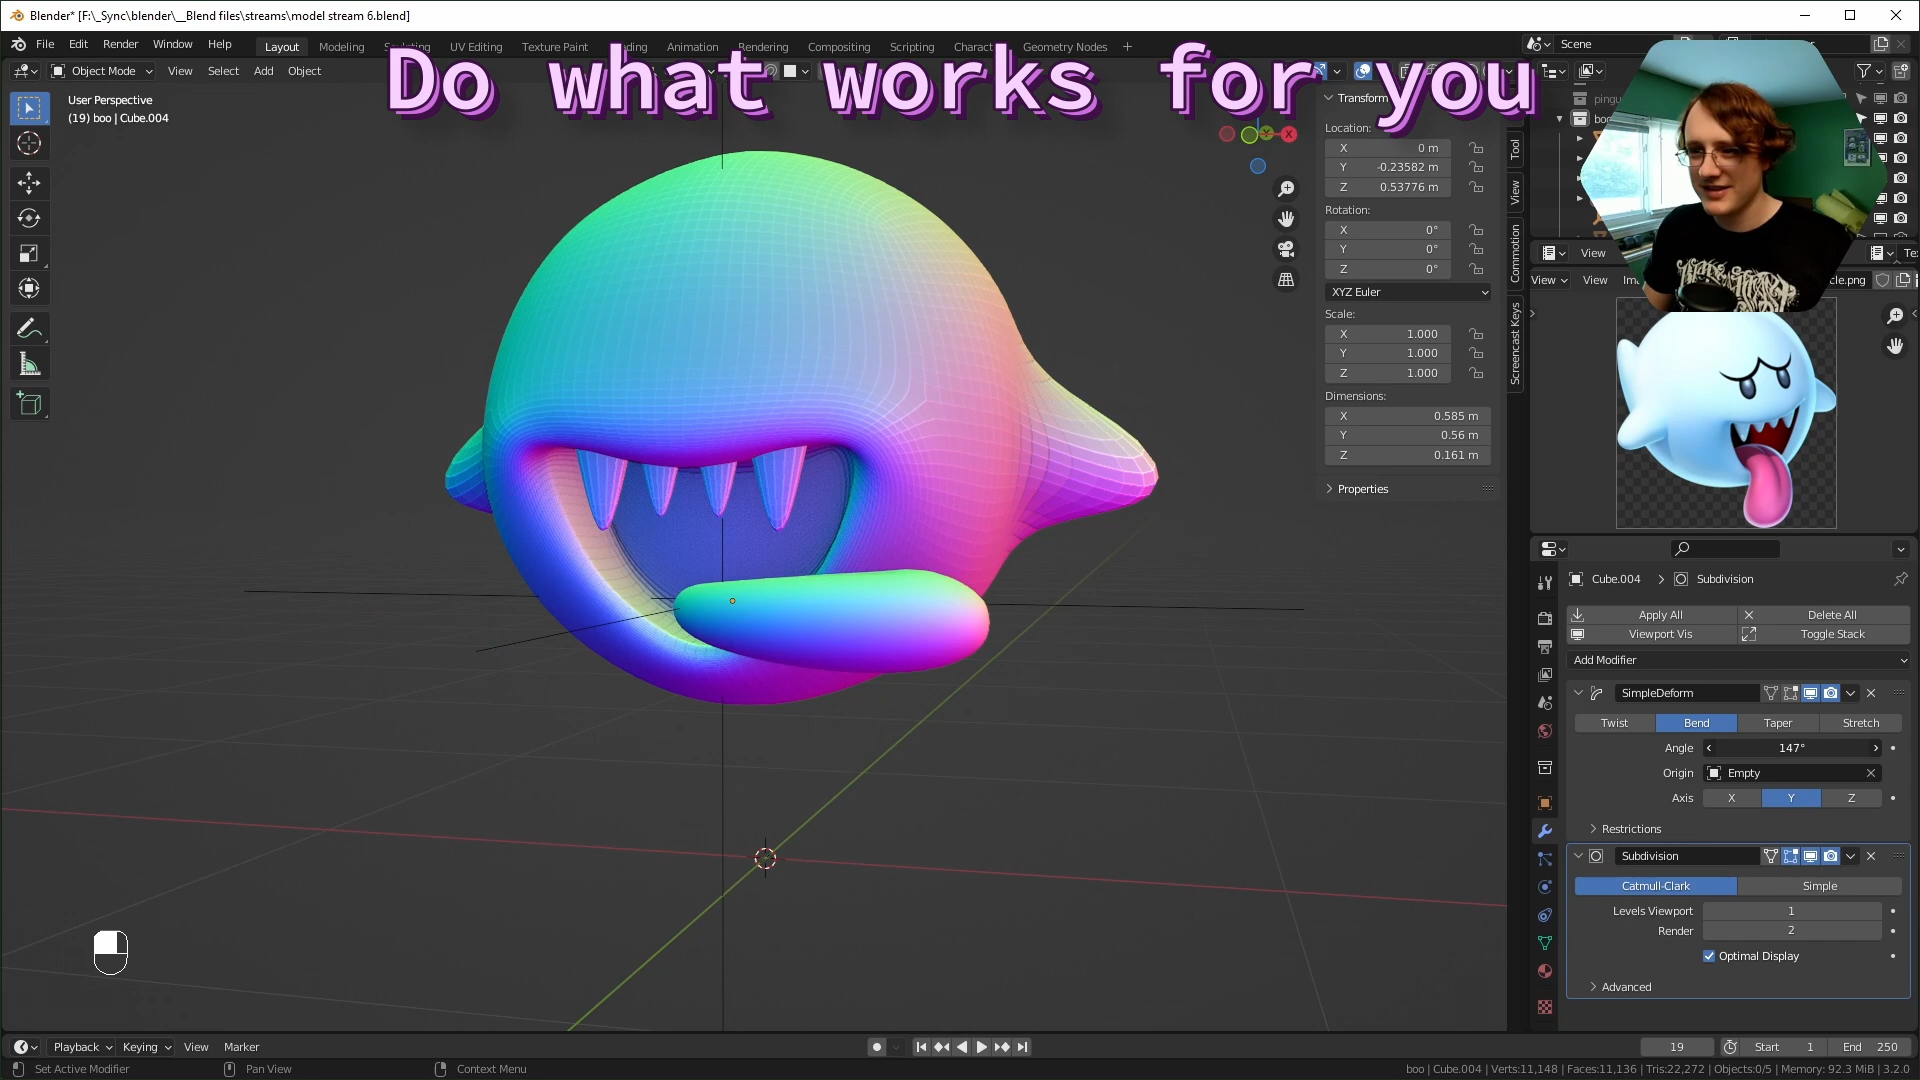 Blender* [F:\_Sync\blender\__Blend files\streams\model stream 6.blend]
File Edit Render Window Help
Layout Modeling UV Editing Texture Paint Animation Rendering Compositing Scripting Geometry Nodes
Scene
Object Mode View Select Add Object
Do what works for you
User Perspective
(19) boo | Cube.004
Transform
Location:
X 0 m
Y -0.23582 m
Z 0.53776 m
Rotation:
X 0°
Y 0°
Z 0°
XYZ Euler
Scale:
X 1.000
Y 1.000
Z 1.000
Dimensions:
X 0.585 m
Y 0.56 m
Z 0.161 m
Properties
Tool
View
Commotion
Screencast Keys
View
View View
Cube.004 Subdivision
Apply All Delete All
Viewport Vis Toggle Stack
Add Modifier
SimpleDeform
Twist Bend Taper Stretch
Angle 147°
Origin Empty
Axis X Y Z
Restrictions
Subdivision
Catmull-Clark Simple
Levels Viewport 1
Render 2
Optimal Display
Advanced
Playback Keying View Marker
19 Start 1 End 250
Set Active Modifier Pan View Context Menu
boo | Cube.004 | Verts:11,148 | Faces:11,136 | Tris:22,272 | Objects:0/5 | Memory: 92.3 MiB | 3.2.0